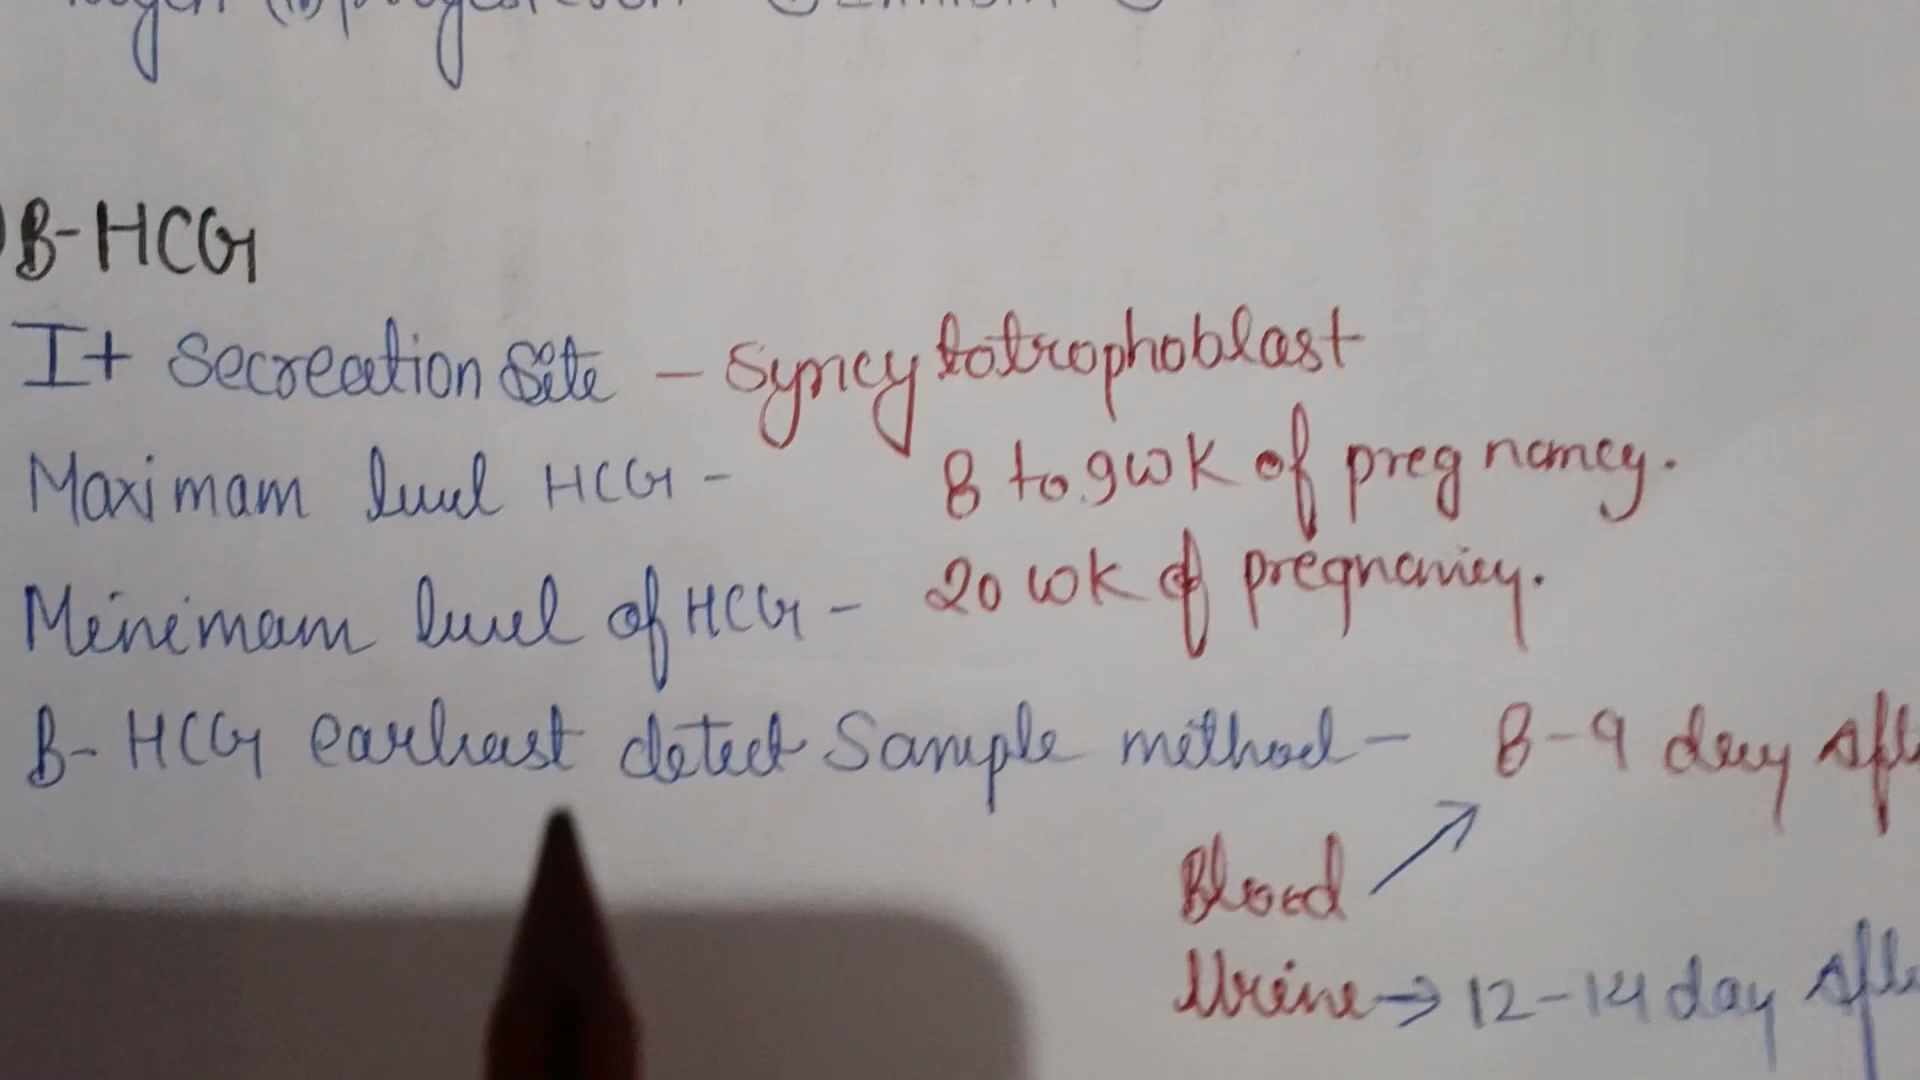 B-HCG
It Secreation Site - Syncytotrophoblast
Maximam level HCG - 8 to 9 wk of pregnancy.
Minimam level of HCG - 20 wk of pregnancy.
B-HCG earliest detect Sample method - 8-9 day
Blood
Urine → 12-14 day